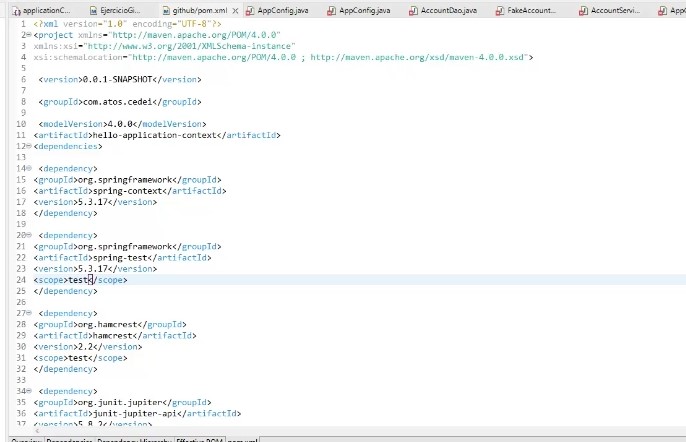 applicationC... EjercicioGi... github/pom.xml AppConfig.java AppConfig.java AccountDao.java FakeAccount... AccountServi... AppC
1 <?xml version="1.0" encoding="UTF-8"?>
2 <project xmlns="http://maven.apache.org/POM/4.0.0"
3 xmlns:xsi="http://www.w3.org/2001/XMLSchema-instance"
4 xsi:schemaLocation="http://maven.apache.org/POM/4.0.0 ; http://maven.apache.org/xsd/maven-4.0.0.xsd">
5
6 <version>0.0.1-SNAPSHOT</version>
7
8 <groupId>com.atos.cedei</groupId>
9
10 <modelVersion>4.0.0</modelVersion>
11 <artifactId>hello-application-context</artifactId>
12 <dependencies>
13
14 <dependency>
15 <groupId>org.springframework</groupId>
16 <artifactId>spring-context</artifactId>
17 <version>5.3.17</version>
18 </dependency>
19
20 <dependency>
21 <groupId>org.springframework</groupId>
22 <artifactId>spring-test</artifactId>
23 <version>5.3.17</version>
24 <scope>test</scope>
25 </dependency>
26
27 <dependency>
28 <groupId>org.hamcrest</groupId>
29 <artifactId>hamcrest</artifactId>
30 <version>2.2</version>
31 <scope>test</scope>
32 </dependency>
33
34 <dependency>
35 <groupId>org.junit.jupiter</groupId>
36 <artifactId>junit-jupiter-api</artifactId>
37 <version>5.8.2</version>
Overview Dependencies Dependency Hierarchy Effective POM pom.xml